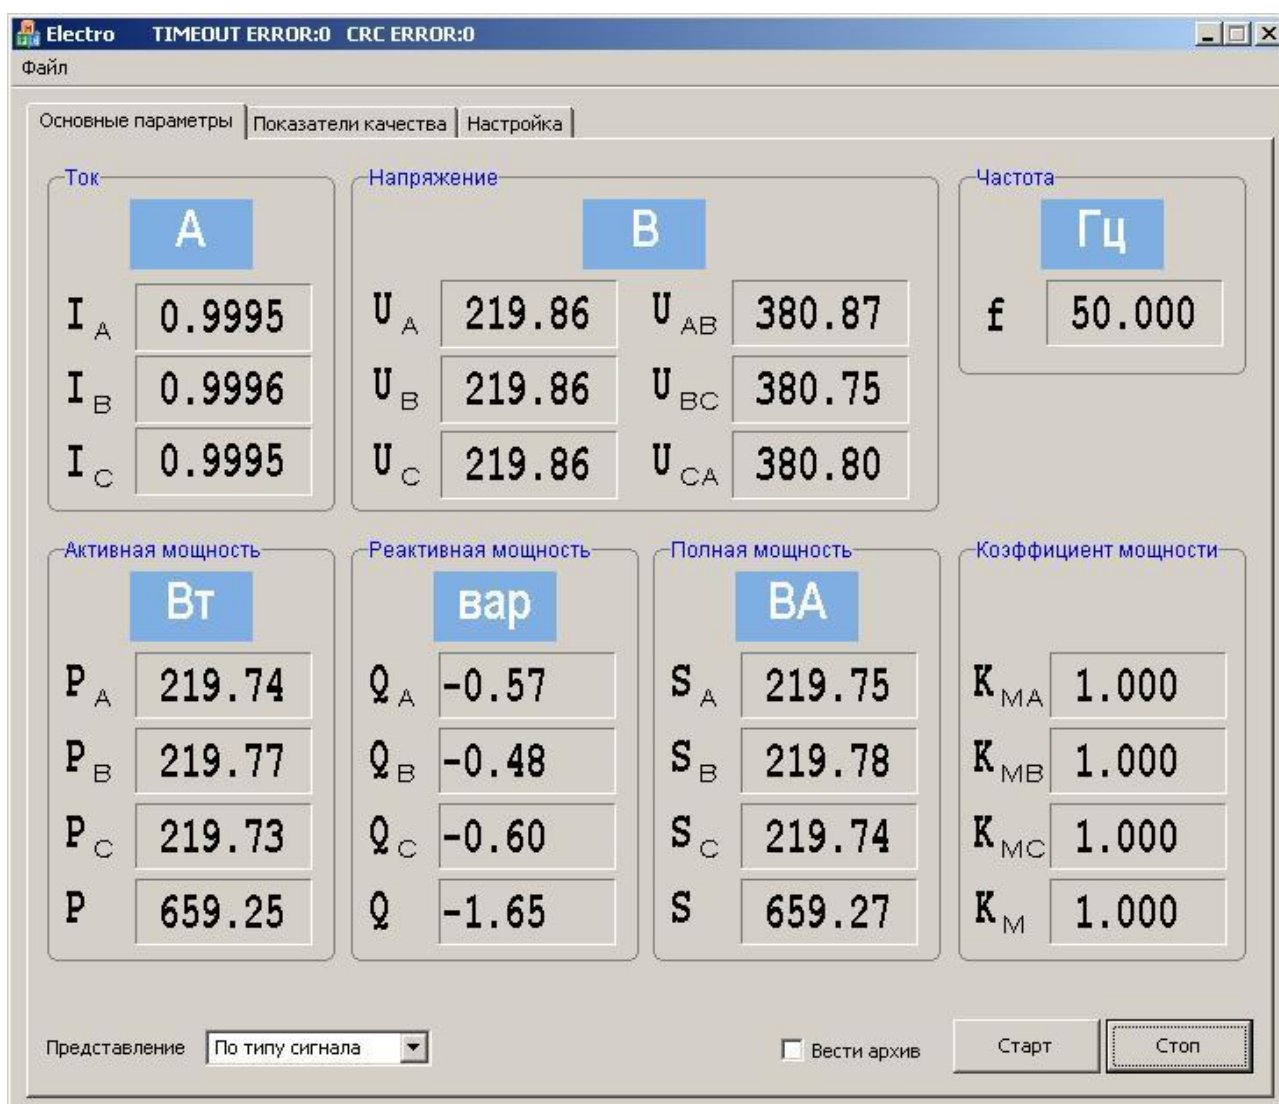 Electro TIMEOUT ERROR:0 CRC ERROR:0
Файл
Основные параметры Показатели качества Настройка
Ток Напряжение Частота
А В Гц
I A 0.9995 U A 219.86 U AB 380.87 f 50.000
I B 0.9996 U B 219.86 U BC 380.75
I C 0.9995 U C 219.86 U CA 380.80
Активная мощность Реактивная мощность Полная мощность Коэффициент мощности
Вт вар ВА
P A 219.74 Q A -0.57 S A 219.75 K MA 1.000
P B 219.77 Q B -0.48 S B 219.78 K MB 1.000
P C 219.73 Q C -0.60 S C 219.74 K MC 1.000
P 659.25 Q -1.65 S 659.27 K M 1.000
Представление По типу сигнала Вести архив Старт Стоп